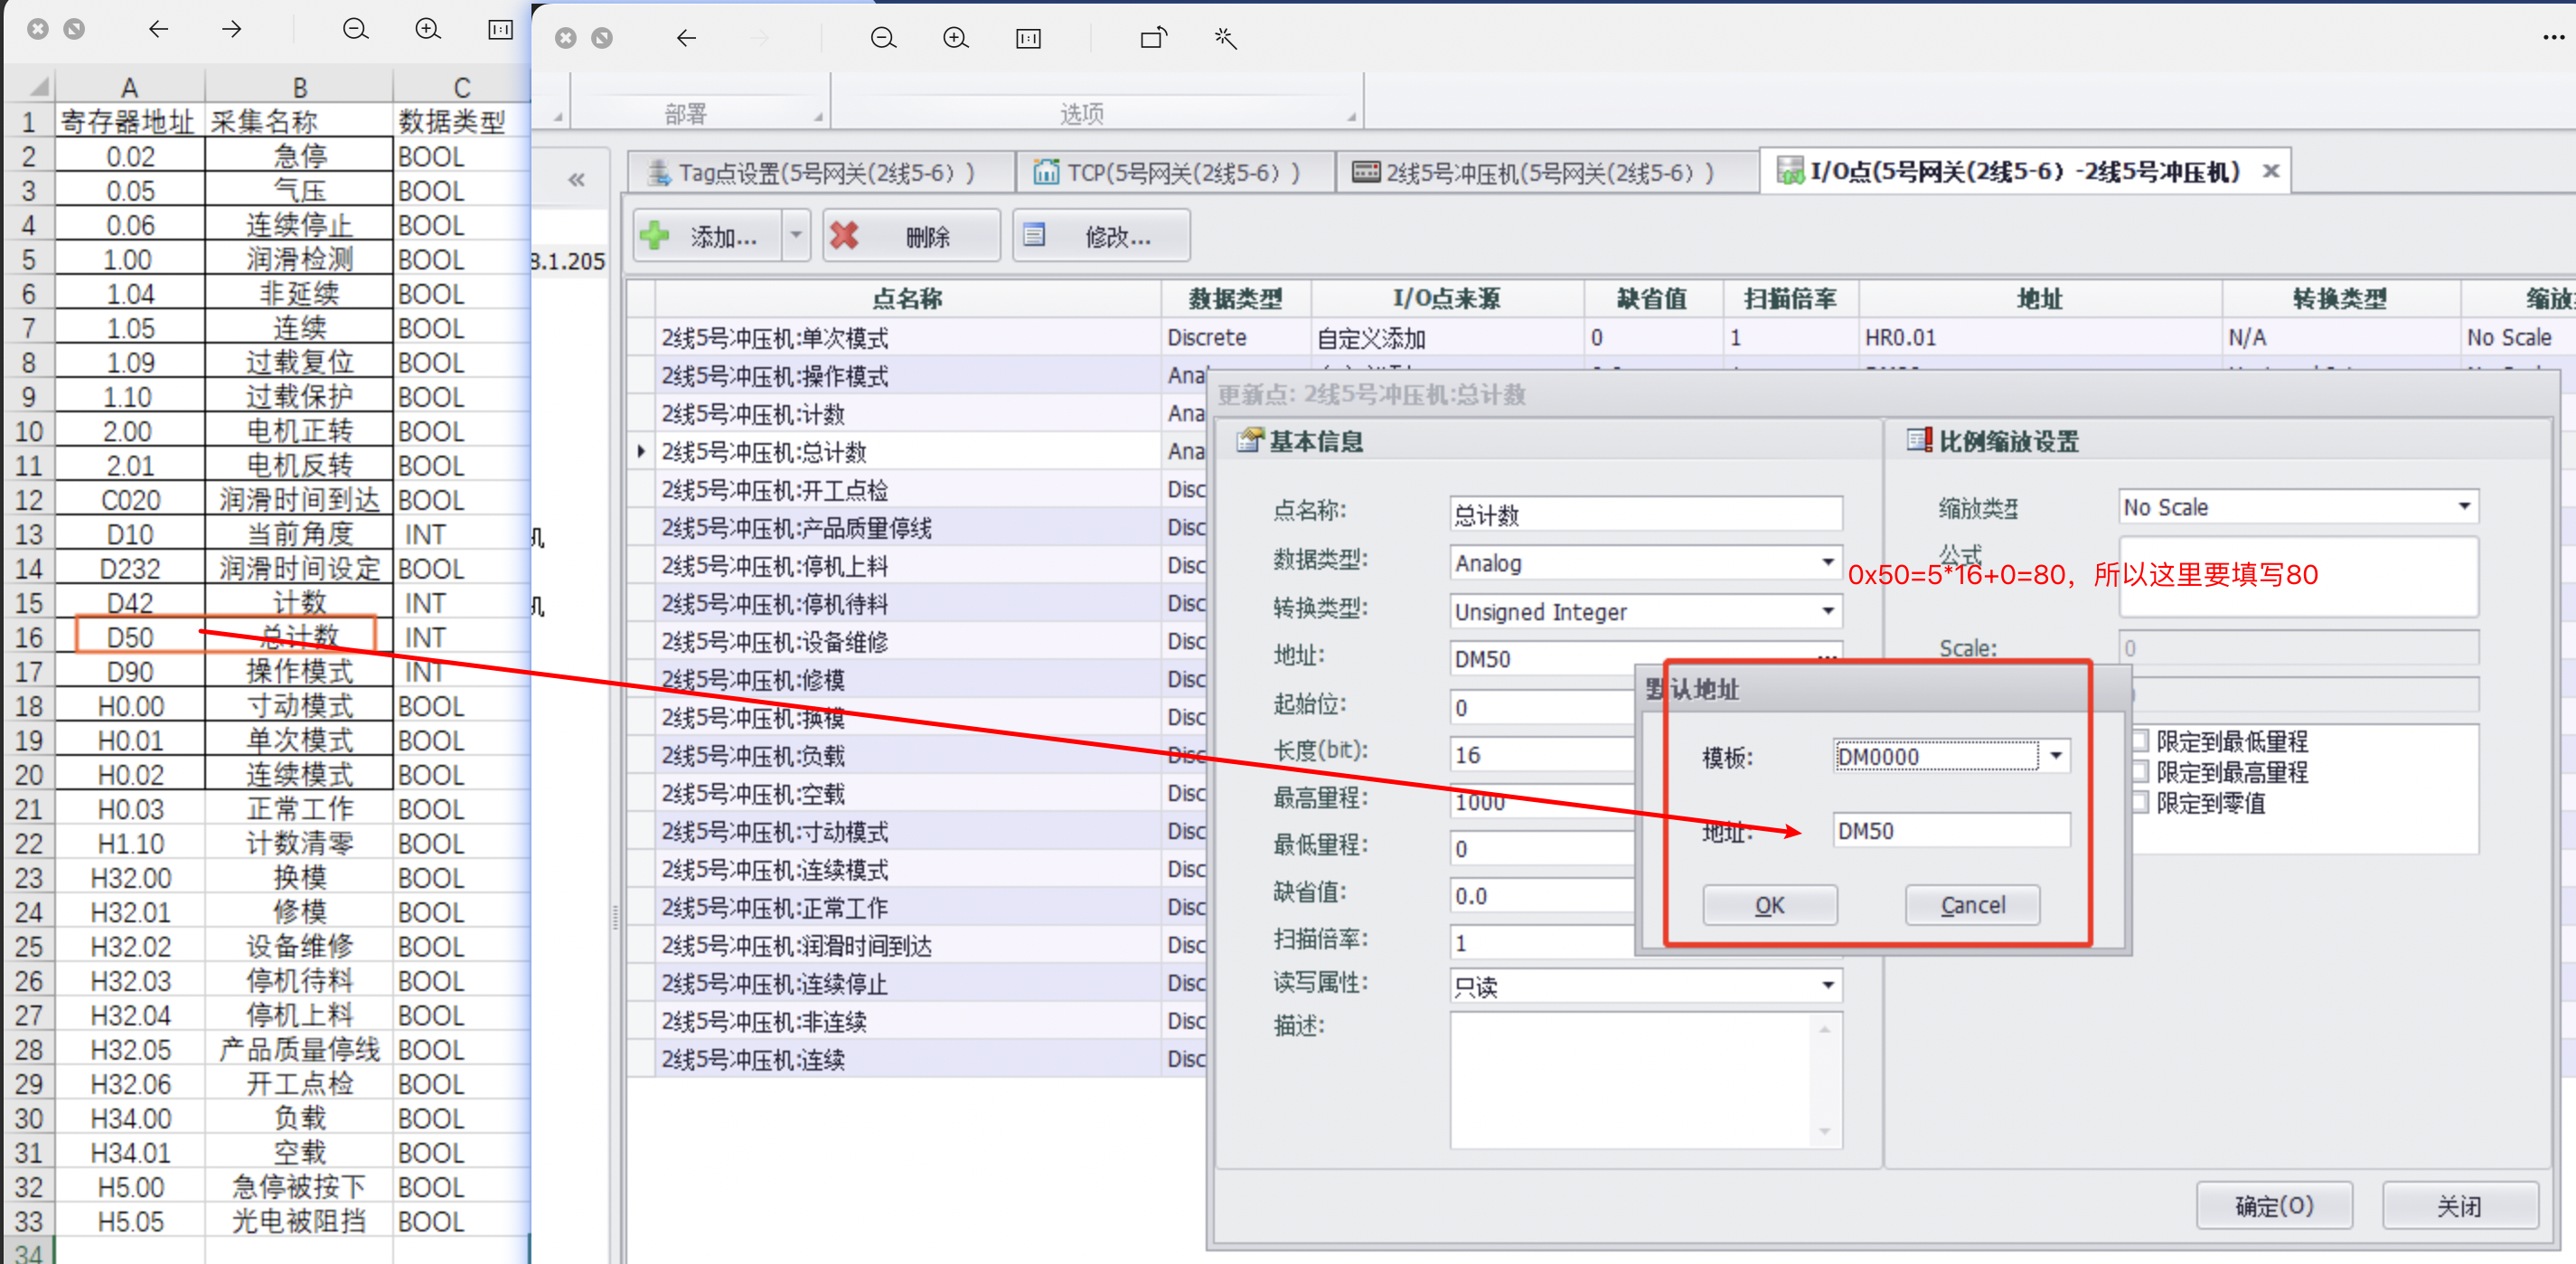 A B C
1 寄存器地址 采集名称 数据类型
2 0.02 急停 BOOL
3 0.05 气压 BOOL
4 0.06 连续停止 BOOL
5 1.00 润滑检测 BOOL
6 1.04 非延续 BOOL
7 1.05 连续 BOOL
8 1.09 过载复位 BOOL
9 1.10 过载保护 BOOL
10 2.00 电机正转 BOOL
11 2.01 电机反转 BOOL
12 C020 润滑时间到达 BOOL
13 D10 当前角度 INT
14 D232 润滑时间设定 BOOL
15 D42 计数 INT
16 D50 总计数 INT
17 D90 操作模式 INT
18 H0.00 寸动模式 BOOL
19 H0.01 单次模式 BOOL
20 H0.02 连续模式 BOOL
21 H0.03 正常工作 BOOL
22 H1.10 计数清零 BOOL
23 H32.00 换模 BOOL
24 H32.01 修模 BOOL
25 H32.02 设备维修 BOOL
26 H32.03 停机待料 BOOL
27 H32.04 停机上料 BOOL
28 H32.05 产品质量停线 BOOL
29 H32.06 开工点检 BOOL
30 H34.00 负载 BOOL
31 H34.01 空载 BOOL
32 H5.00 急停被按下 BOOL
33 H5.05 光电被阻挡 BOOL
34
部署 选项
Tag点设置(5号网关(2线5-6）) TCP(5号网关(2线5-6）) 2线5号冲压机(5号网关(2线5-6）) I/O点(5号网关(2线5-6）-2线5号冲压机)
添加... 删除 修改...
8.1.205
机
机
点名称 数据类型 I/O点来源 缺省值 扫描倍率 地址 转换类型 缩放
2线5号冲压机:单次模式 Discrete 自定义添加 0 1 HR0.01 N/A No Scale
2线5号冲压机:操作模式 Ana
2线5号冲压机:计数 Ana
2线5号冲压机:总计数 Ana
2线5号冲压机:开工点检 Disc
2线5号冲压机:产品质量停线 Disc
2线5号冲压机:停机上料 Disc
2线5号冲压机:停机待料 Disc
2线5号冲压机:设备维修 Disc
2线5号冲压机:修模 Disc
2线5号冲压机:换模 Disc
2线5号冲压机:负载 Disc
2线5号冲压机:空载 Disc
2线5号冲压机:寸动模式 Disc
2线5号冲压机:连续模式 Disc
2线5号冲压机:正常工作 Disc
2线5号冲压机:润滑时间到达 Disc
2线5号冲压机:连续停止 Disc
2线5号冲压机:非连续 Disc
2线5号冲压机:连续 Disc
更新点: 2线5号冲压机:总计数
基本信息
点名称: 总计数
数据类型: Analog
转换类型: Unsigned Integer
地址: DM50 ...
起始位: 0
长度(bit): 16
最高量程: 1000
最低量程: 0
缺省值: 0.0
扫描倍率: 1
读写属性: 只读
描述:
比例缩放设置
缩放类型 No Scale
公式
0x50=5*16+0=80，所以这里要填写80
Scale: 0
限定到最低量程
限定到最高量程
限定到零值
默认地址
模板: DM0000
地址: DM50
OK Cancel
确定(O) 关闭